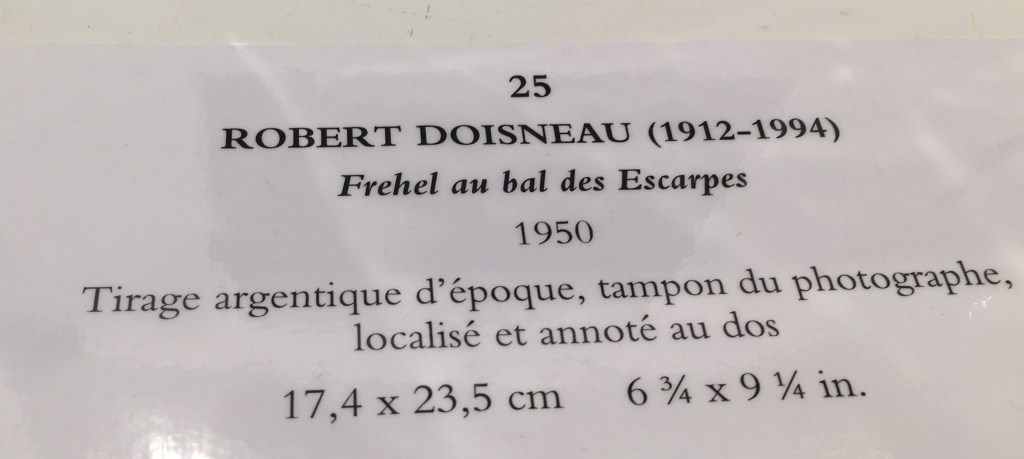 25
ROBERT DOISNEAU (1912-1994)
Frehel au bal des Escarpes
1950
Tirage argentique d'époque, tampon du photographe,
localisé et annoté au dos
17,4 x 23,5 cm 6 ¾ x 9 ¼ in.